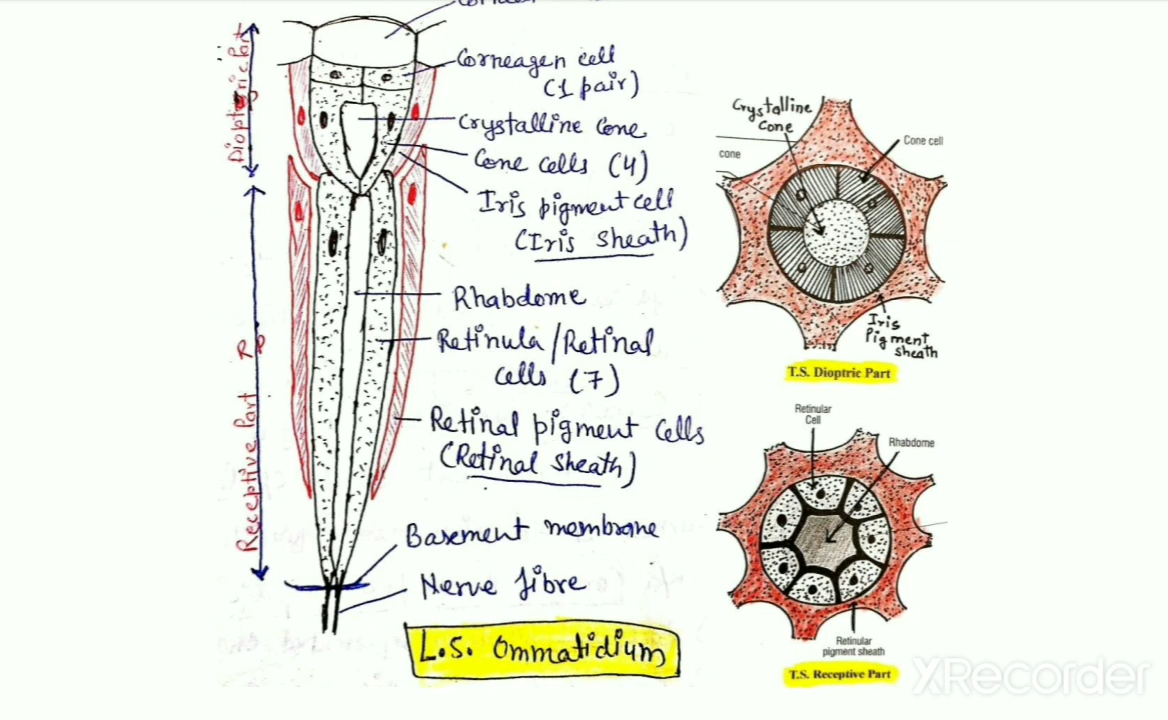 Dioptric Part
Corneagen cell
(1 pair)
Crystalline Cone
Cone cells (4)
Iris pigment cell
(Iris sheath)
Rhabdome
Retinula/Retinal
cells (7)
Retinal pigment cells
(Retinal sheath)
Receptive Part
Basement membrane
Nerve fibre
L.S. Ommatidium
Crystalline
Cone
cone
Cone cell
Iris
Pigment
sheath
T.S. Dioptric Part
Retinular
Cell
Rhabdome
Retinular
pigment sheath
T.S. Receptive Part
XRecorder